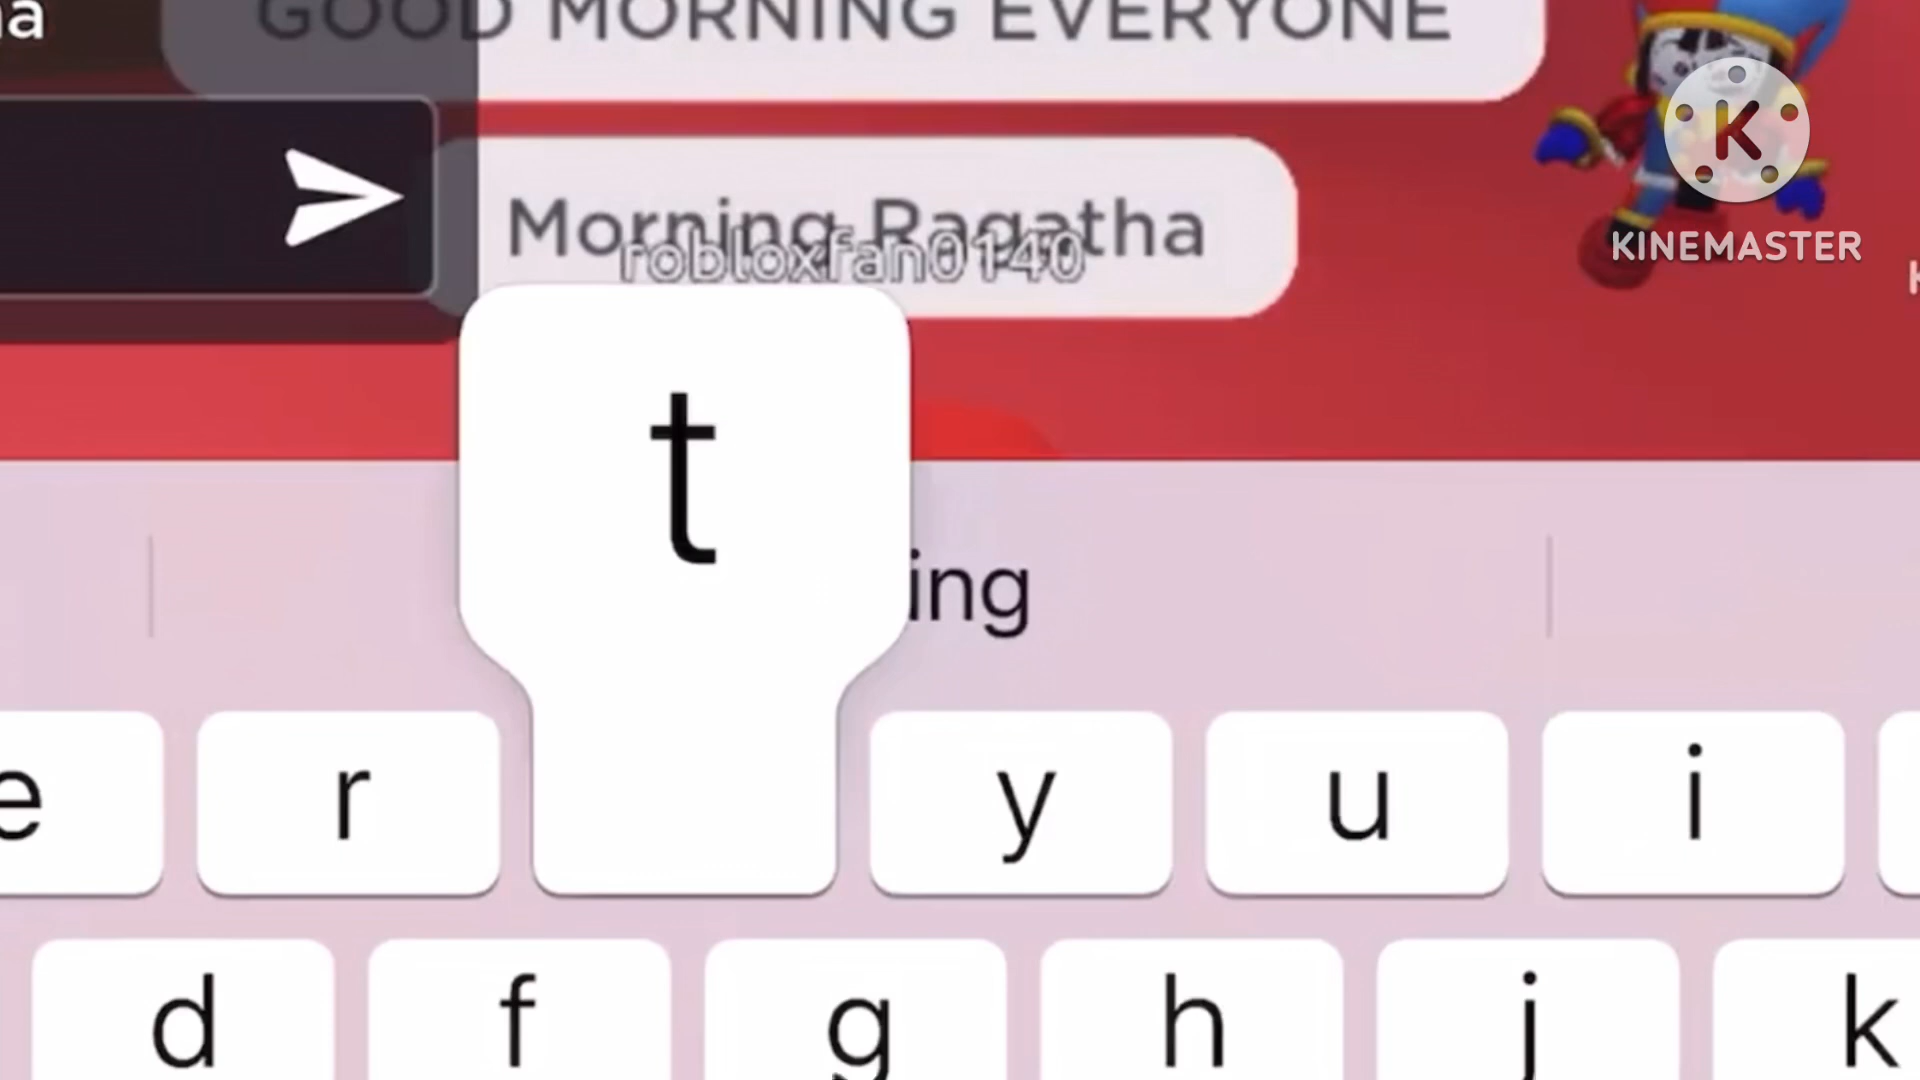 a
GOOD MORNING EVERYONE
Morning Ragatha
robloxfan0140
K
KINEMASTER
t
ing
e r y u i
d f g h j k